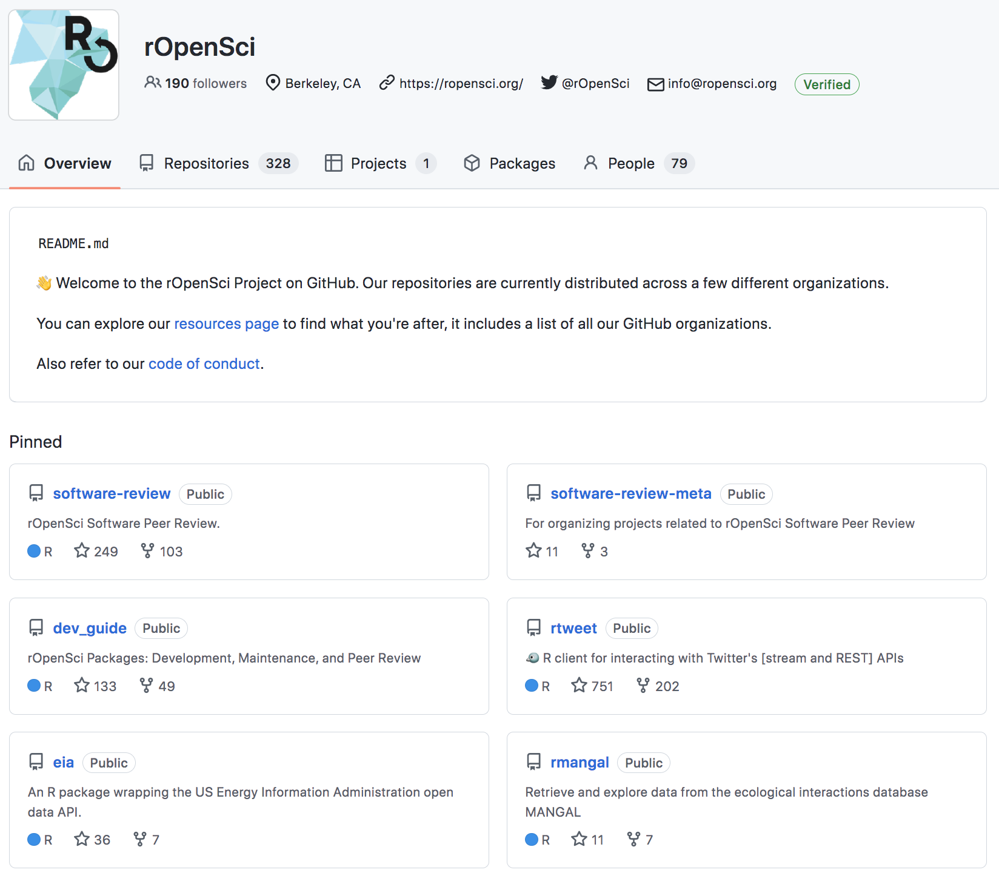 R
rOpenSci
190 followers Berkeley, CA https://ropensci.org/ @rOpenSci info@ropensci.org Verified
Overview Repositories 328 Projects 1 Packages People 79
README.md
👋 Welcome to the rOpenSci Project on GitHub. Our repositories are currently distributed across a few different organizations.
You can explore our resources page to find what you're after, it includes a list of all our GitHub organizations.
Also refer to our code of conduct.
Pinned
software-review Public
rOpenSci Software Peer Review.
R 249 103
software-review-meta Public
For organizing projects related to rOpenSci Software Peer Review
11 3
dev_guide Public
rOpenSci Packages: Development, Maintenance, and Peer Review
R 133 49
rtweet Public
🐦 R client for interacting with Twitter's [stream and REST] APIs
R 751 202
eia Public
An R package wrapping the US Energy Information Administration open
data API.
R 36 7
rmangal Public
Retrieve and explore data from the ecological interactions database
MANGAL
R 11 7